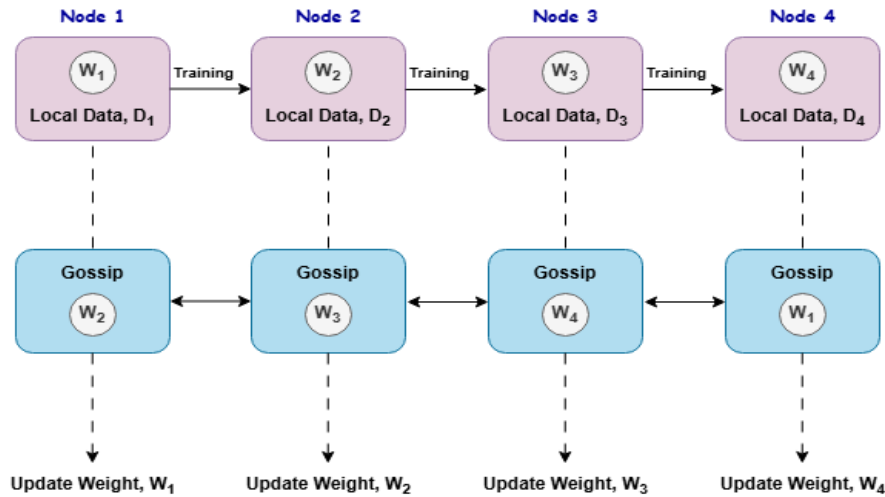 Node 1 Node 2 Node 3 Node 4
W₁ Training W₂ Training W₃ Training W₄
Local Data, D₁ Local Data, D₂ Local Data, D₃ Local Data, D₄
Gossip Gossip Gossip Gossip
W₂ W₃ W₄ W₁
Update Weight, W₁ Update Weight, W₂ Update Weight, W₃ Update Weight, W₄